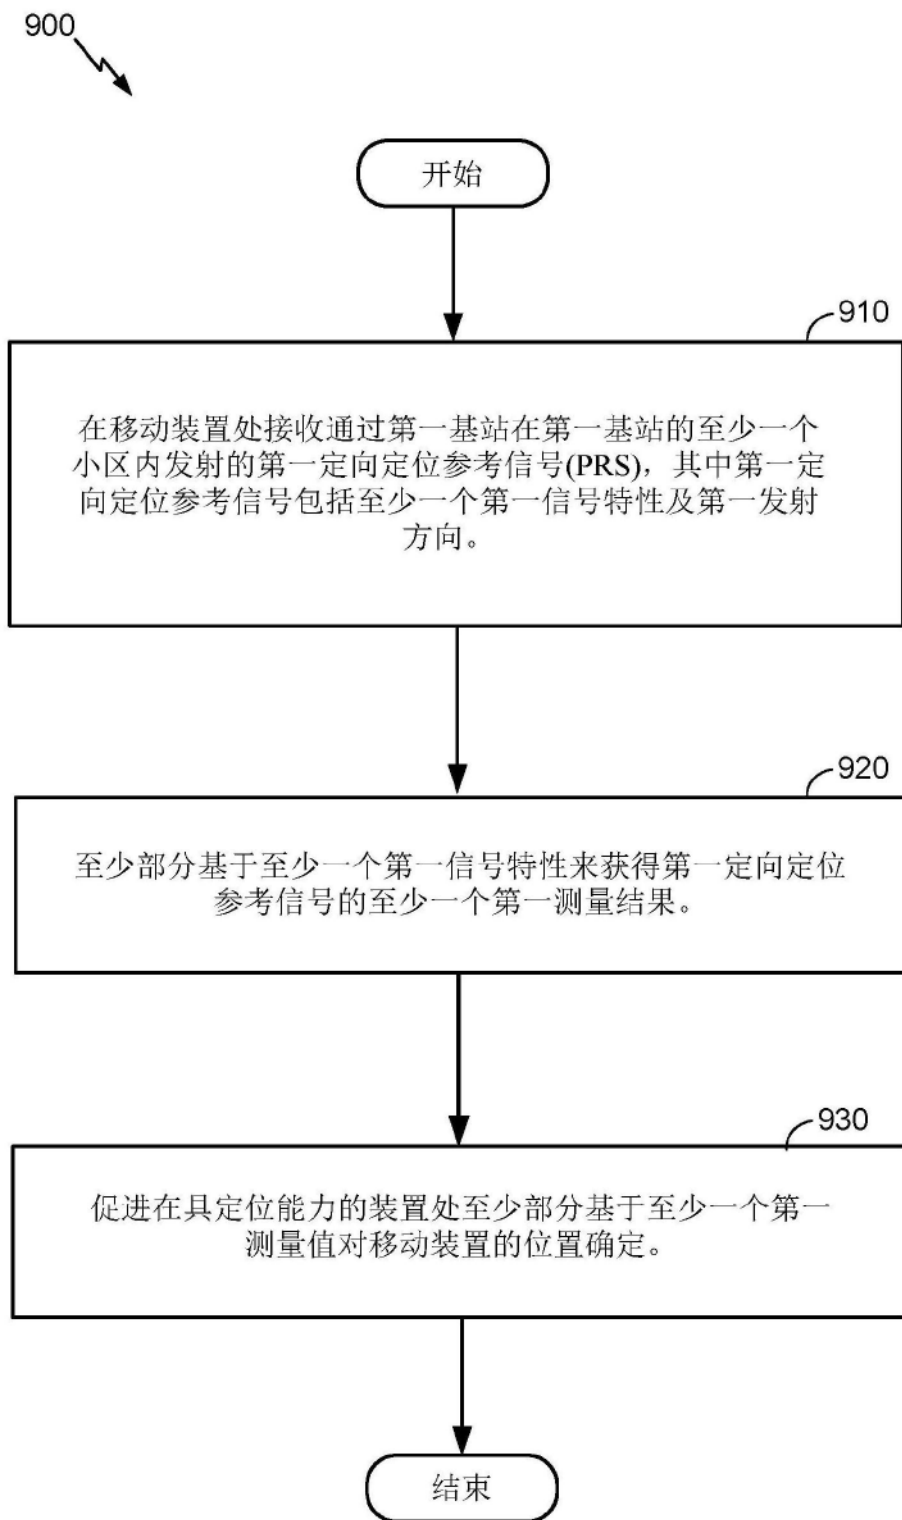 900
开始
910
在移动装置处接收通过第一基站在第一基站的至少一个
小区内发射的第一定向定位参考信号(PRS)，其中第一定
向定位参考信号包括至少一个第一信号特性及第一发射
方向。
920
至少部分基于至少一个第一信号特性来获得第一定向定位
参考信号的至少一个第一测量结果。
930
促进在具定位能力的装置处至少部分基于至少一个第一
测量值对移动装置的位置确定。
结束